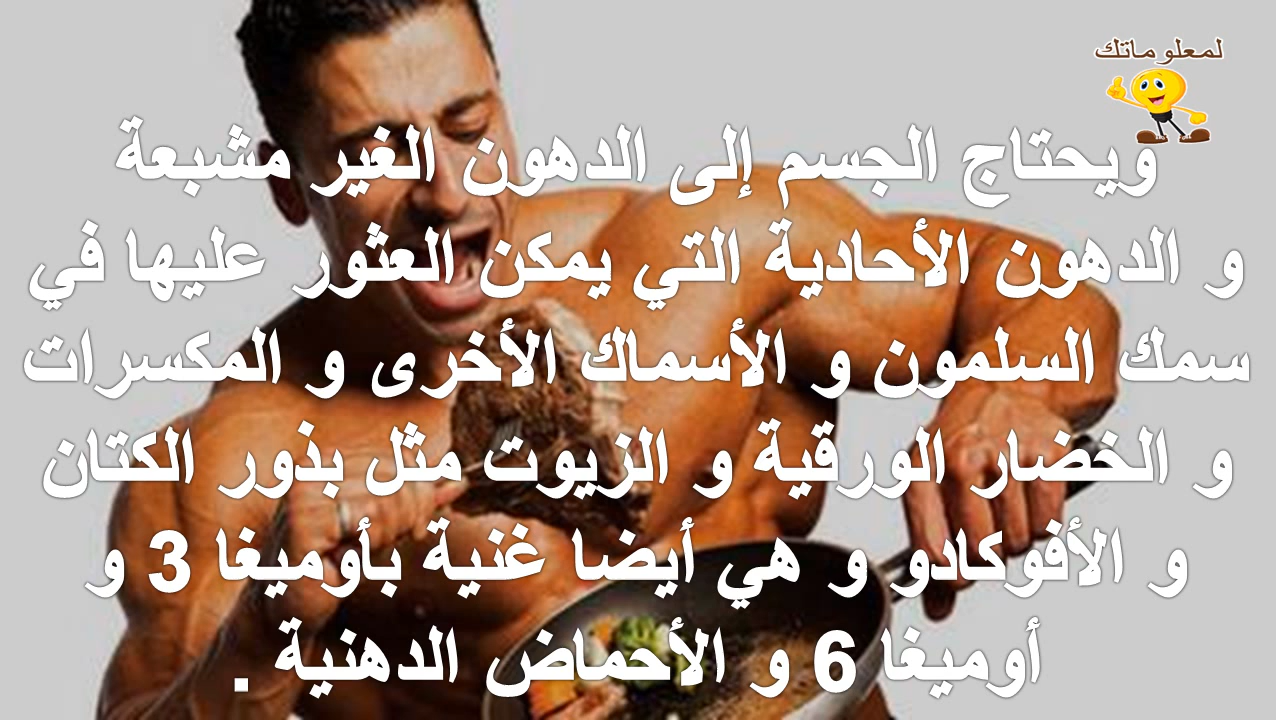 لمعلوماتك
ويحتاج الجسم إلى الدهون الغير مشبعة
و الدهون الأحادية التي يمكن العثور عليها في
سمك السلمون و الأسماك الأخرى و المكسرات
و الخضار الورقية و الزيوت مثل بذور الكتان
و الأفوكادو و هي أيضا غنية بأوميغا 3 و
أوميغا 6 و الأحماض الدهنية .